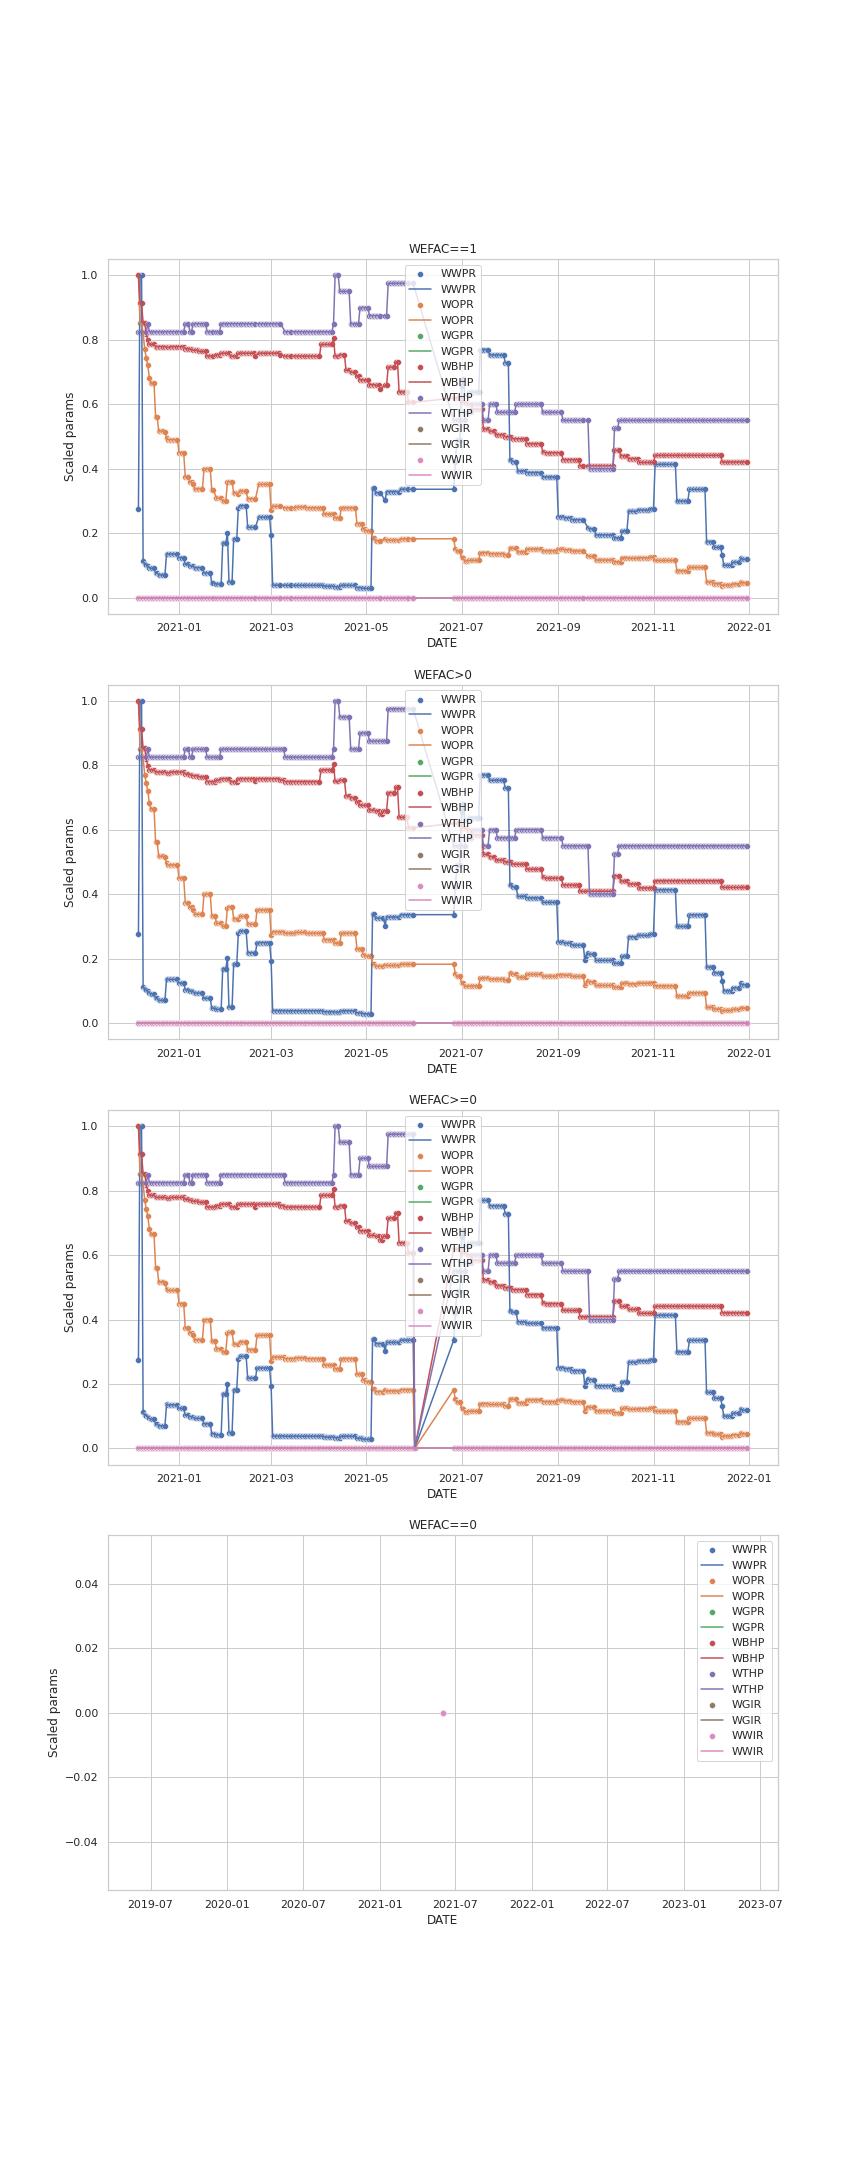 WEFAC==1
1.0
0.8
0.6
0.4
0.2
0.0
Scaled params
WWPR
WWPR
WOPR
WOPR
WGPR
WGPR
WBHP
WBHP
WTHP
WTHP
WGIR
WGIR
WWIR
WWIR
2021-01 2021-03 2021-05 2021-07 2021-09 2021-11 2022-01
DATE
WEFAC>0
1.0
0.8
0.6
0.4
0.2
0.0
Scaled params
WWPR
WWPR
WOPR
WOPR
WGPR
WGPR
WBHP
WBHP
WTHP
WTHP
WGIR
WGIR
WWIR
WWIR
2021-01 2021-03 2021-05 2021-07 2021-09 2021-11 2022-01
DATE
WEFAC>=0
1.0
0.8
0.6
0.4
0.2
0.0
Scaled params
WWPR
WWPR
WOPR
WOPR
WGPR
WGPR
WBHP
WBHP
WTHP
WTHP
WGIR
WGIR
WWIR
WWIR
2021-01 2021-03 2021-05 2021-07 2021-09 2021-11 2022-01
DATE
WEFAC==0
0.04
0.02
0.00
−0.02
−0.04
Scaled params
WWPR
WWPR
WOPR
WOPR
WGPR
WGPR
WBHP
WBHP
WTHP
WTHP
WGIR
WGIR
WWIR
WWIR
2019-07 2020-01 2020-07 2021-01 2021-07 2022-01 2022-07 2023-01 2023-07
DATE